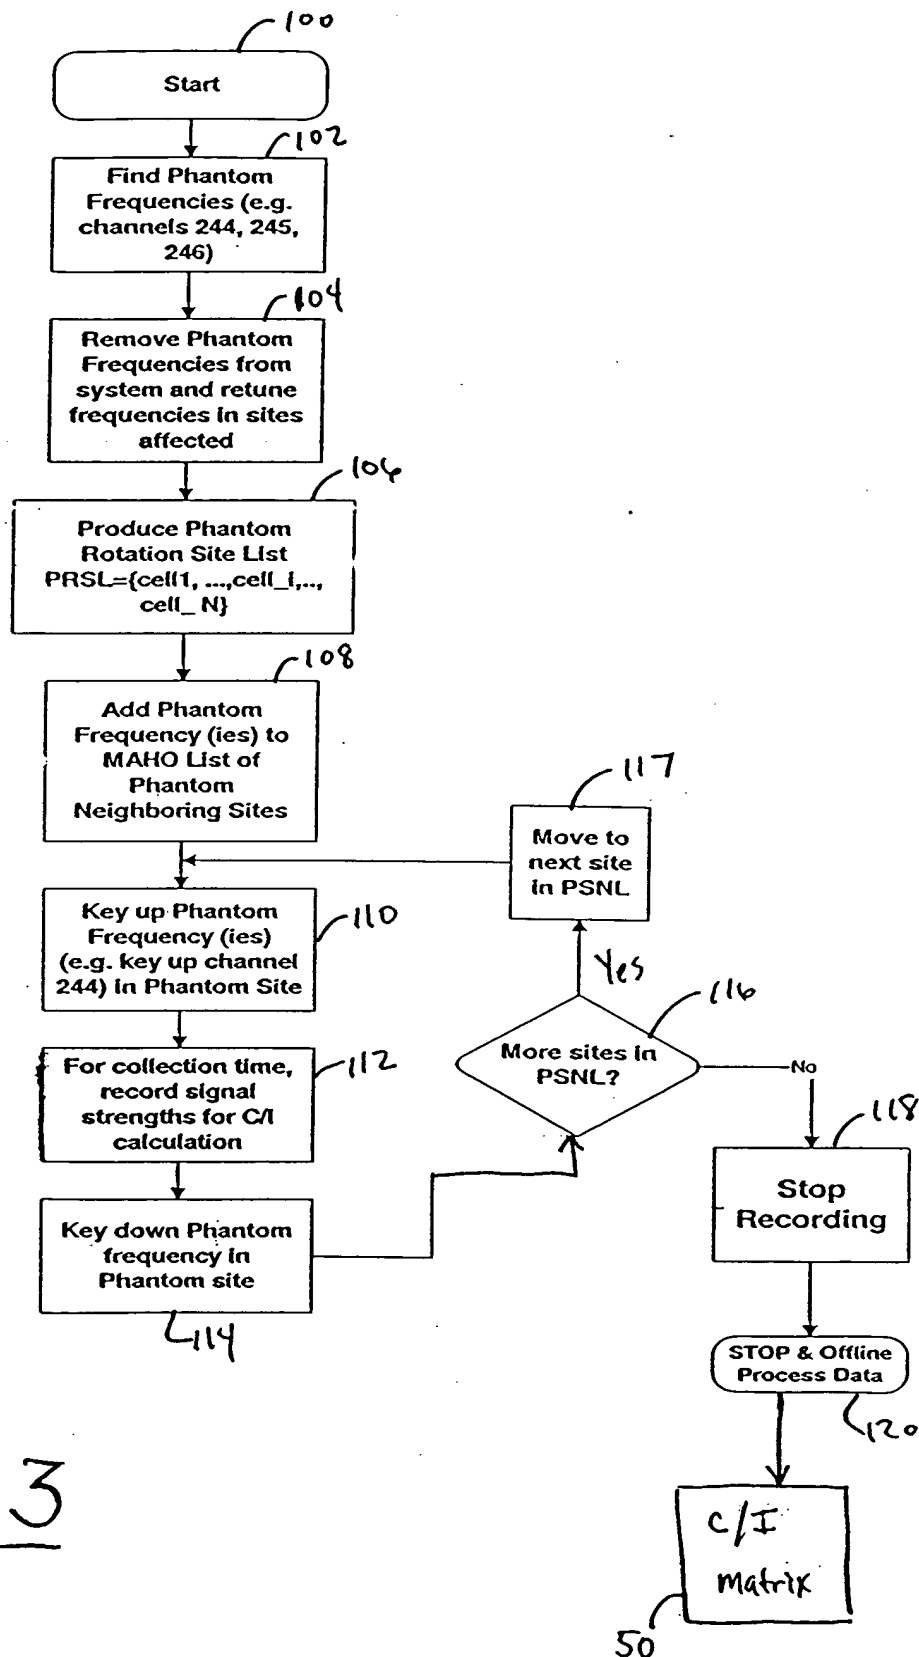 100
Start
102
Find Phantom
Frequencies (e.g.
channels 244, 245,
246)
104
Remove Phantom
Frequencies from
system and retune
frequencies in sites
affected
106
Produce Phantom
Rotation Site List
PRSL={cell1, ...,cell_i,..,
cell_ N}
108
Add Phantom
Frequency (ies) to
MAHO List of
Phantom
Neighboring Sites
117
Move to
next site
in PSNL
Key up Phantom
Frequency (ies)
(e.g. key up channel
244) in Phantom Site
110
Yes
116
More sites in
PSNL?
No
For collection time,
record signal
strengths for C/I
calculation
112
118
Stop
Recording
Key down Phantom
frequency in
Phantom site
114
STOP & Offline
Process Data
120
C/I
matrix
50
3